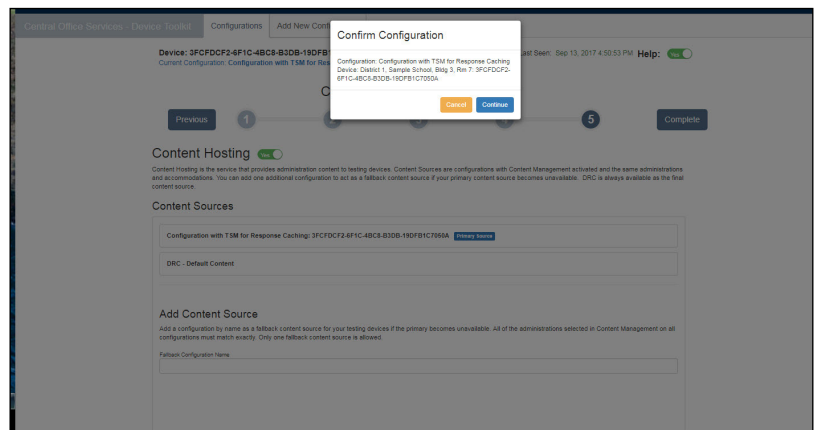 Central Office Services - Device Toolkit Configurations Add New Conf
Confirm Configuration
Configuration: Configuration with TSM for Response Caching
Device: District 1, Sample School, Bldg 3, Rm 7: 3FCFDCF2-
6F1C-4BC8-B3DB-19DFB1C7050A
Cancel Continue
Device: 3FCFDCF2-6F1C-4BC8-B3DB-19DFB1 Last Seen: Sep 13, 2017 4:50:53 PM Help: Yes
Current Configuration: Configuration with TSM for Res
C
Previous 1 5 Complete
Content Hosting Yes
Content Hosting is the service that provides administration content to testing devices. Content Sources are configurations with Content Management activated and the same administrations
and accommodations. You can add one additional configuration to act as a fallback content source if your primary content source becomes unavailable. DRC is always available as the final
content source.
Content Sources
Configuration with TSM for Response Caching: 3FCFDCF2-6F1C-4BC8-B3DB-19DFB1C7050A Primary Source
DRC - Default Content
Add Content Source
Add a configuration by name as a fallback content source for your testing devices if the primary becomes unavailable. All of the administrations selected in Content Management on all
configurations must match exactly. Only one fallback content source is allowed.
Fallback Configuration Name